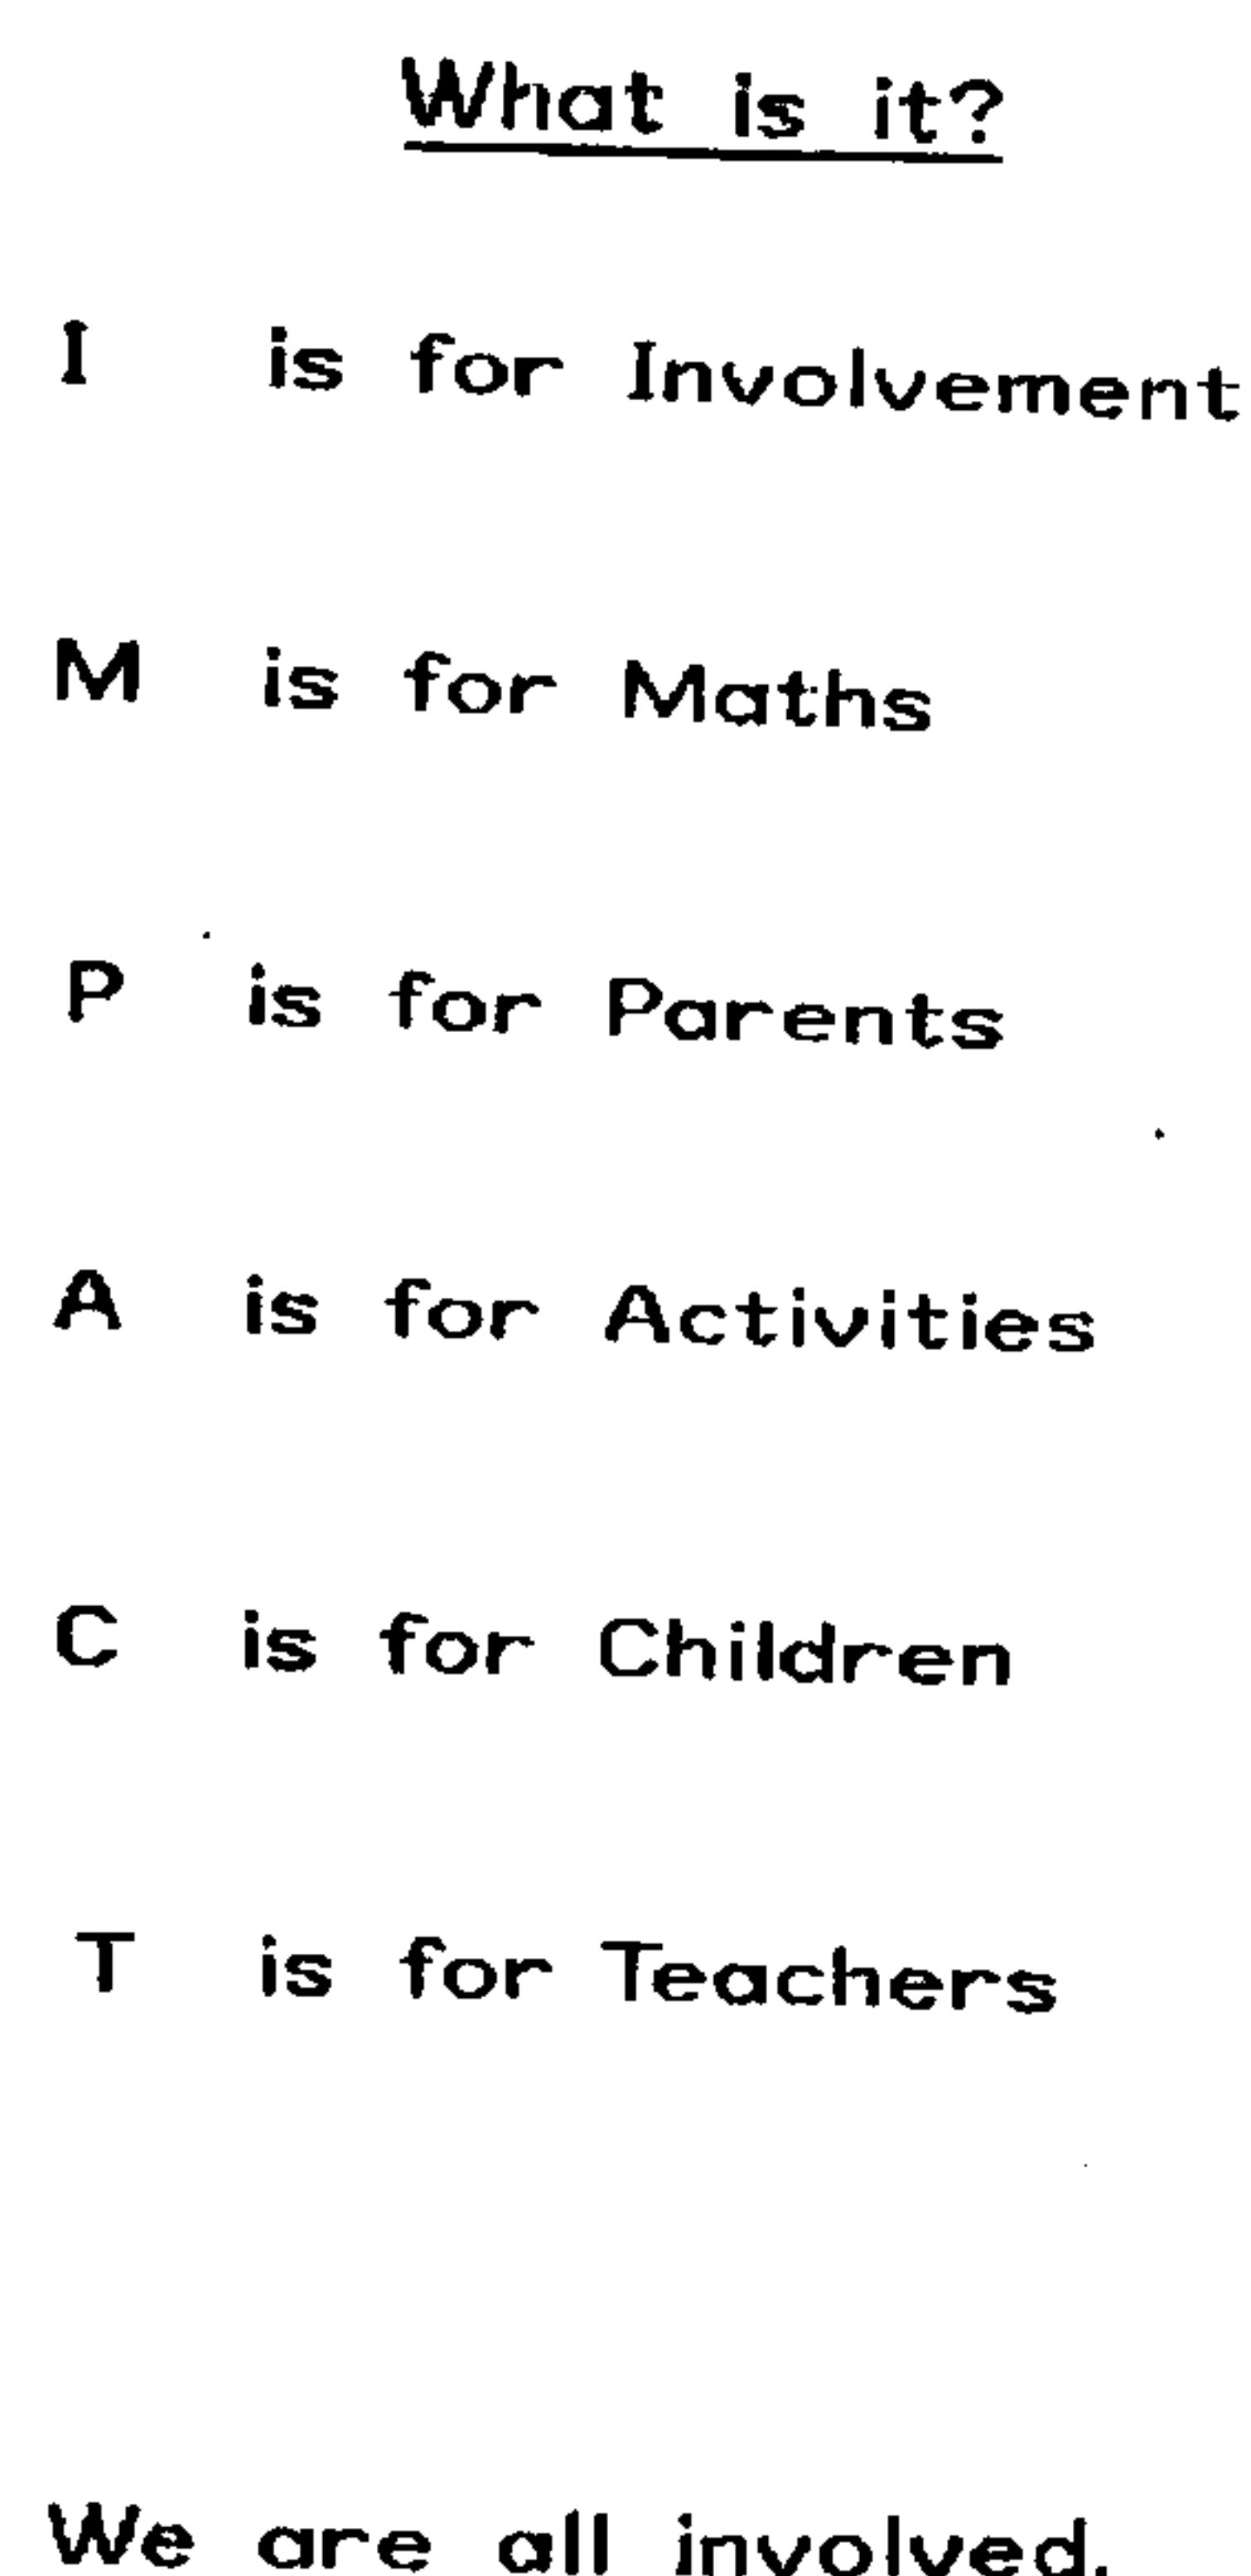 What is it?
I is for Involvement
M is for Maths
P is for Parents
A is for Activities
C is for Children
T is for Teachers
We are all involved.